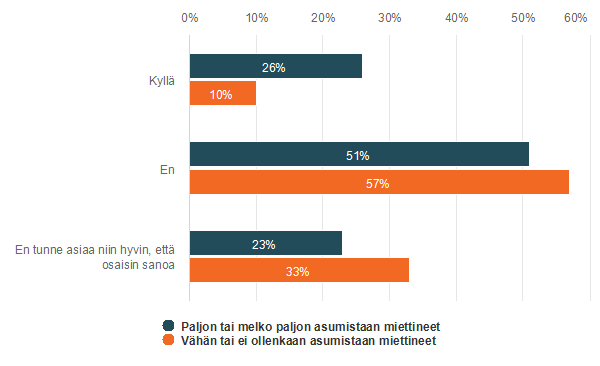 0% 10% 20% 30% 40% 50% 60%
Kyllä
26%
10%
En
51%
57%
En tunne asiaa niin hyvin, että
osaisin sanoa
23%
33%
Paljon tai melko paljon asumistaan miettineet
Vähän tai ei ollenkaan asumistaan miettineet